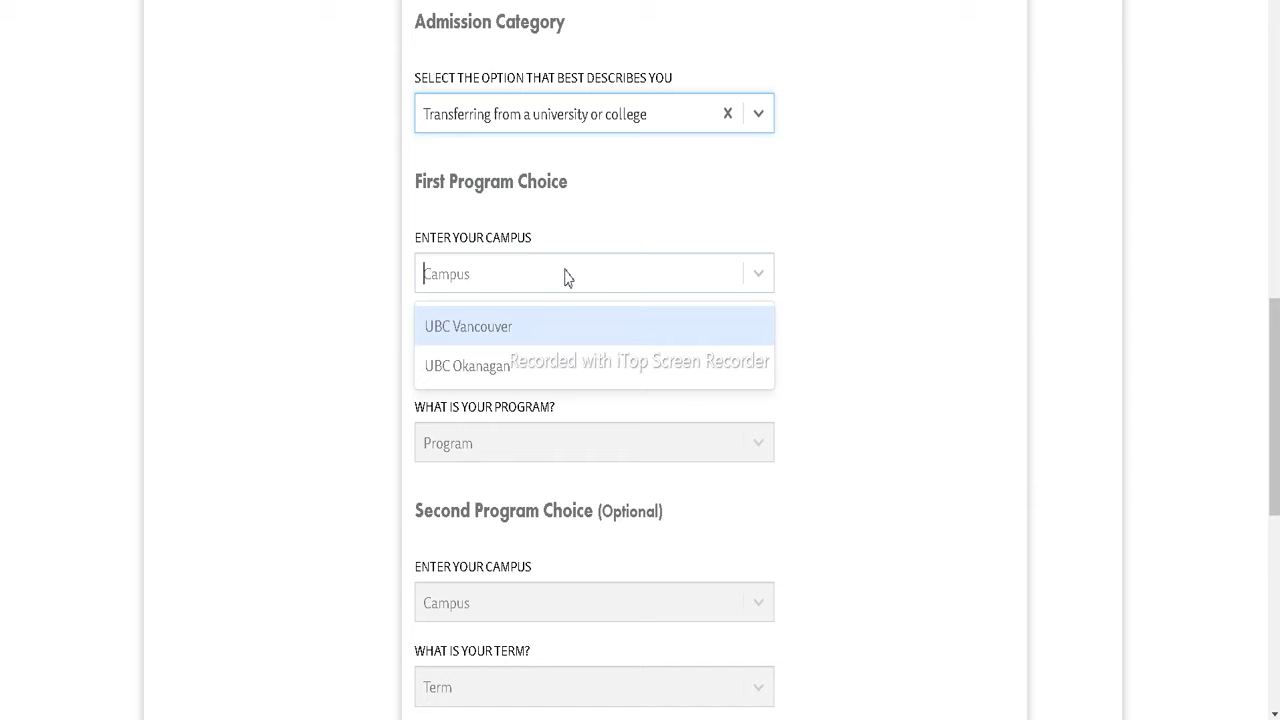 Admission Category
SELECT THE OPTION THAT BEST DESCRIBES YOU
Transferring from a university or college
First Program Choice
ENTER YOUR CAMPUS
Campus
UBC Vancouver
UBC Okanagan
Recorded with iTop Screen Recorder
WHAT IS YOUR PROGRAM?
Program
Second Program Choice (Optional)
ENTER YOUR CAMPUS
Campus
WHAT IS YOUR TERM?
Term